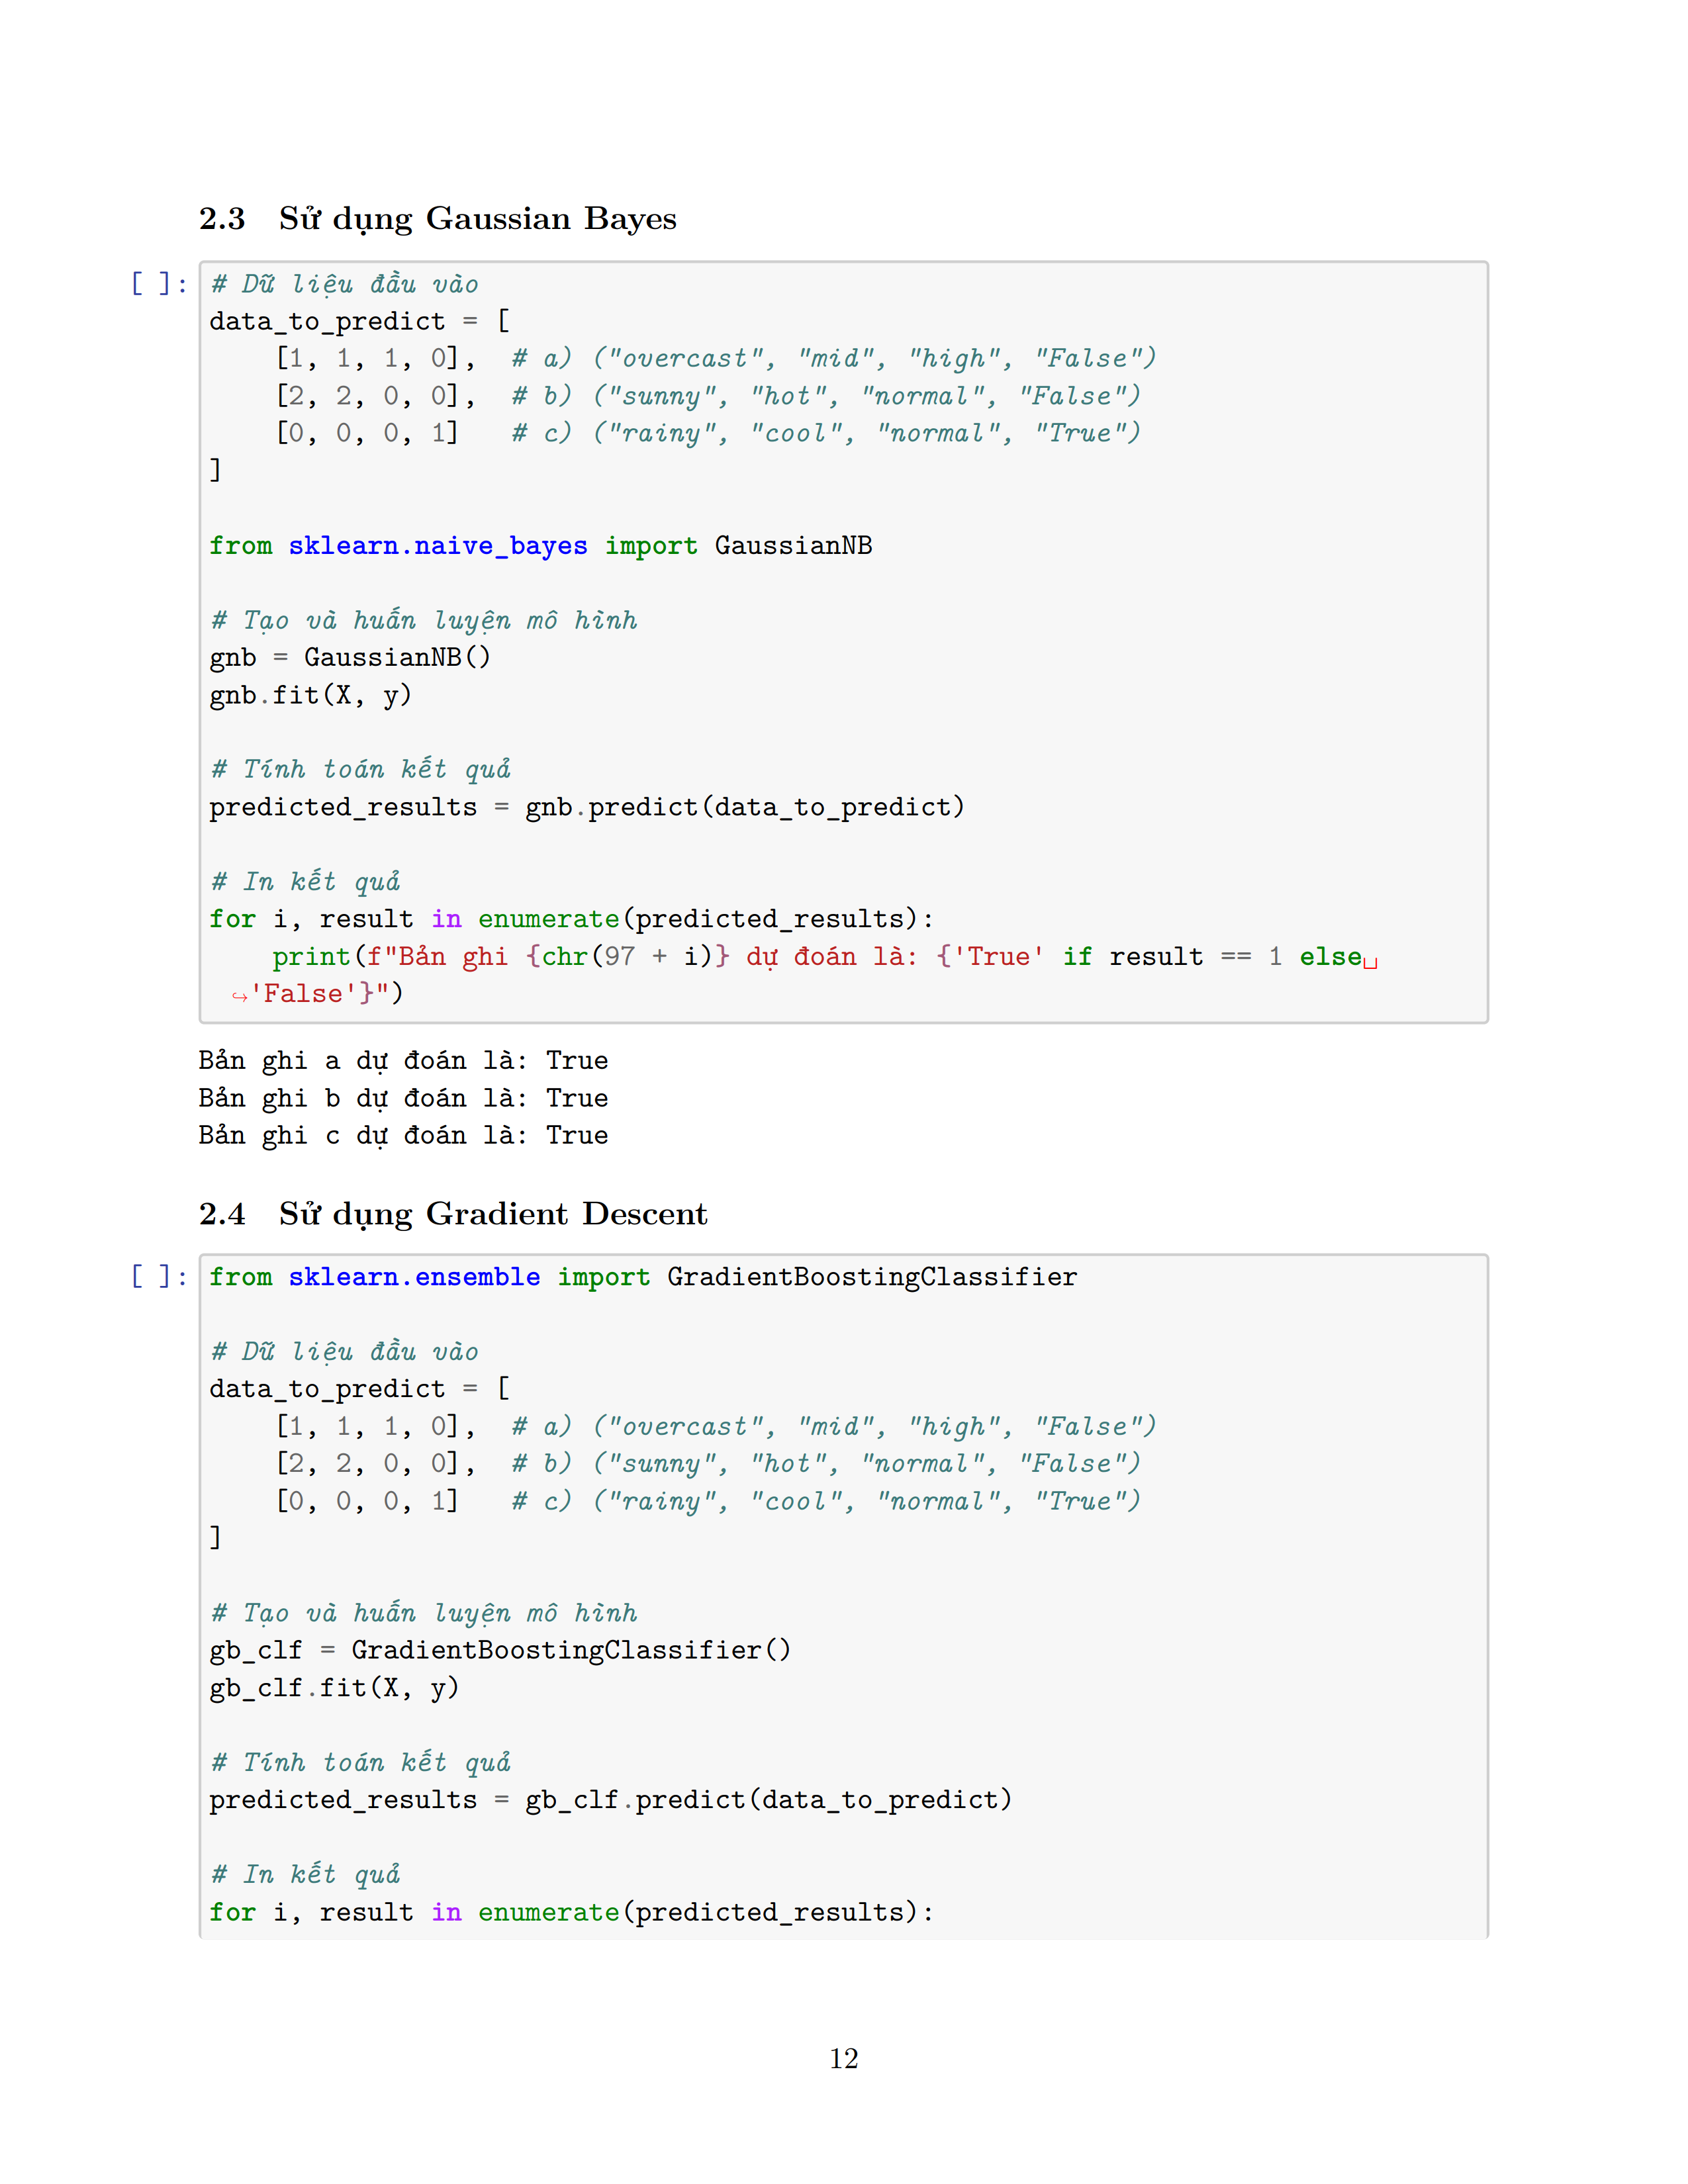 2.3 Sử dụng Gaussian Bayes
[ ]: # Dữ liệu đầu vào
data_to_predict = [
    [1, 1, 1, 0],  # a) ("overcast", "mid", "high", "False")
    [2, 2, 0, 0],  # b) ("sunny", "hot", "normal", "False")
    [0, 0, 0, 1]   # c) ("rainy", "cool", "normal", "True")
]
from sklearn.naive_bayes import GaussianNB
# Tạo và huấn luyện mô hình
gnb = GaussianNB()
gnb.fit(X, y)
# Tính toán kết quả
predicted_results = gnb.predict(data_to_predict)
# In kết quả
for i, result in enumerate(predicted_results):
    print(f"Bản ghi {chr(97 + i)} dự đoán là: {'True' if result == 1 else␣
↪'False'}")
Bản ghi a dự đoán là: True
Bản ghi b dự đoán là: True
Bản ghi c dự đoán là: True
2.4 Sử dụng Gradient Descent
[ ]: from sklearn.ensemble import GradientBoostingClassifier
# Dữ liệu đầu vào
data_to_predict = [
    [1, 1, 1, 0],  # a) ("overcast", "mid", "high", "False")
    [2, 2, 0, 0],  # b) ("sunny", "hot", "normal", "False")
    [0, 0, 0, 1]   # c) ("rainy", "cool", "normal", "True")
]
# Tạo và huấn luyện mô hình
gb_clf = GradientBoostingClassifier()
gb_clf.fit(X, y)
# Tính toán kết quả
predicted_results = gb_clf.predict(data_to_predict)
# In kết quả
for i, result in enumerate(predicted_results):
12